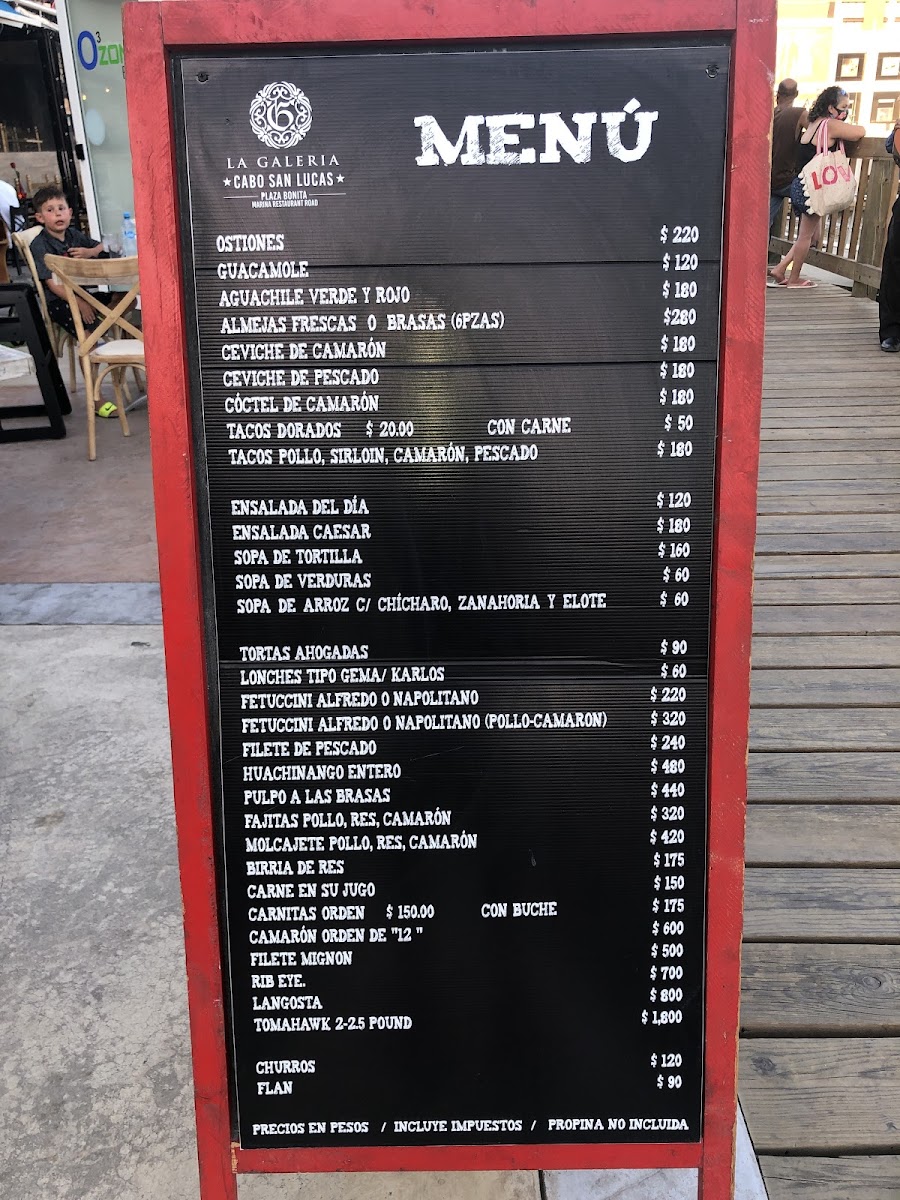 O3
ZON
LA GALERIA
★ CABO SAN LUCAS ★
PLAZA BONITA
MARINA RESTAURANT ROAD
MENÚ
OSTIONES $ 220
GUACAMOLE $ 120
AGUACHILE VERDE Y ROJO $ 180
ALMEJAS FRESCAS O BRASAS (6PZAS) $280
CEVICHE DE CAMARÓN $ 180
CEVICHE DE PESCADO $ 180
CÓCTEL DE CAMARÓN $ 180
TACOS DORADOS $ 20.00 CON CARNE $ 50
TACOS POLLO, SIRLOIN, CAMARÓN, PESCADO $ 180
ENSALADA DEL DÍA $ 120
ENSALADA CAESAR $ 180
SOPA DE TORTILLA $ 160
SOPA DE VERDURAS $ 60
SOPA DE ARROZ C/ CHÍCHARO, ZANAHORIA Y ELOTE $ 60
TORTAS AHOGADAS $ 90
LONCHES TIPO GEMA/ KARLOS $ 60
FETUCCINI ALFREDO O NAPOLITANO $ 220
FETUCCINI ALFREDO O NAPOLITANO (POLLO-CAMARON) $ 320
FILETE DE PESCADO $ 240
HUACHINANGO ENTERO $ 480
PULPO A LAS BRASAS $ 440
FAJITAS POLLO, RES, CAMARÓN $ 320
MOLCAJETE POLLO, RES, CAMARÓN $ 420
BIRRIA DE RES $ 175
CARNE EN SU JUGO $ 150
CARNITAS ORDEN $ 150.00 CON BUCHE $ 175
CAMARÓN ORDEN DE "12 " $ 600
FILETE MIGNON $ 500
RIB EYE. $ 700
LANGOSTA $ 800
TOMAHAWK 2-2.5 POUND $ 1,800
CHURROS $ 120
FLAN $ 90
PRECIOS EN PESOS / INCLUYE IMPUESTOS / PROPINA NO INCLUIDA
LOV